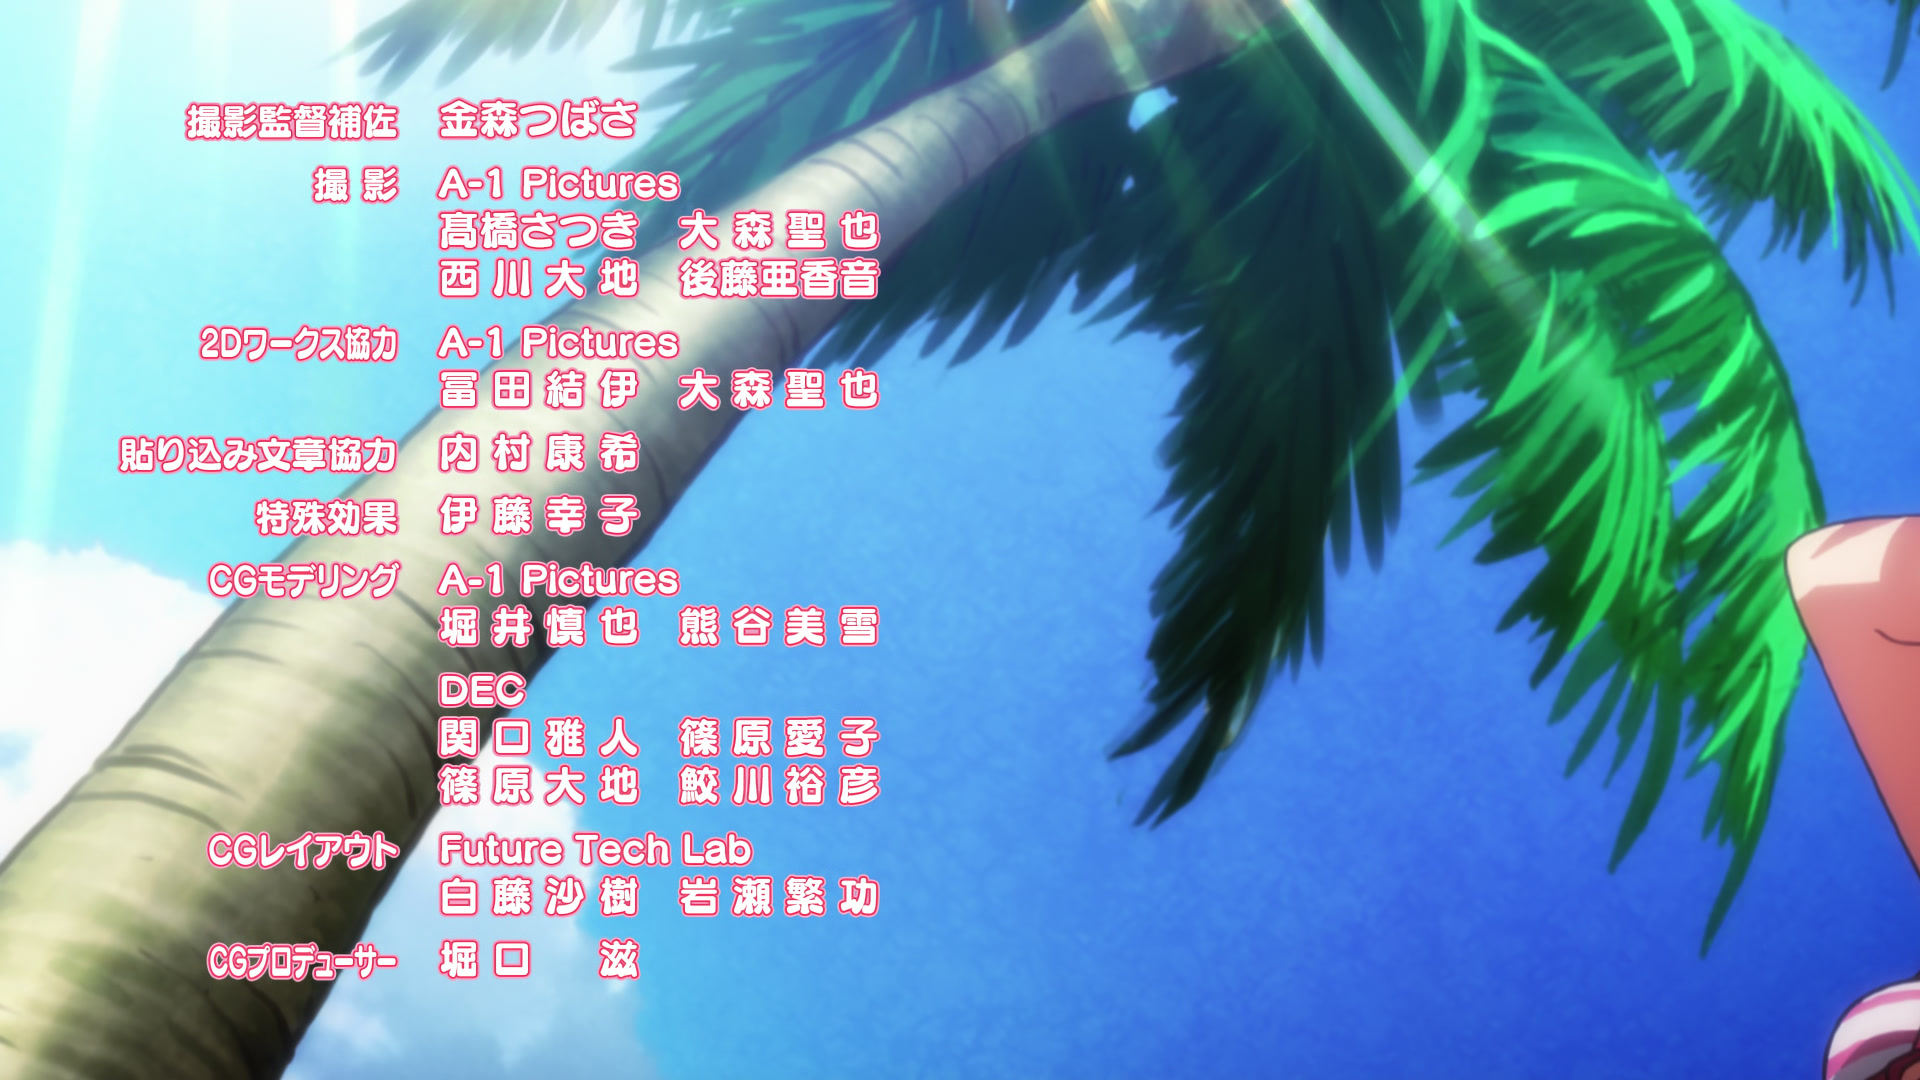 撮影監督補佐 金森つばさ
撮影 A-1 Pictures
髙橋さつき 大森聖也
西川大地 後藤亜香音
2Dワークス協力 A-1 Pictures
冨田結伊 大森聖也
貼り込み文章協力 内村康希
特殊効果 伊藤幸子
CGモデリング A-1 Pictures
堀井慎也 熊谷美雪
DEC
関口雅人 篠原愛子
篠原大地 鮫川裕彦
CGレイアウト Future Tech Lab
白藤沙樹 岩瀬繁功
CGプロデューサー 堀口 滋